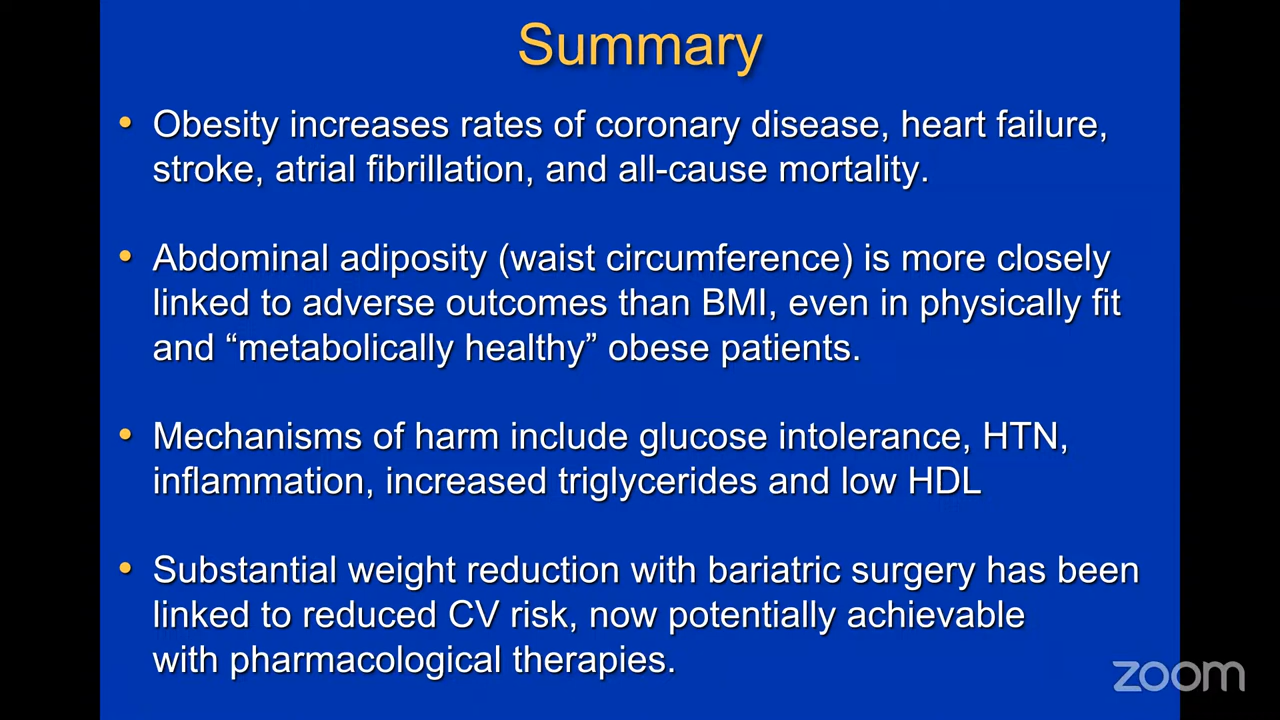 Summary
• Obesity increases rates of coronary disease, heart failure,
stroke, atrial fibrillation, and all-cause mortality.
• Abdominal adiposity (waist circumference) is more closely
linked to adverse outcomes than BMI, even in physically fit
and “metabolically healthy” obese patients.
• Mechanisms of harm include glucose intolerance, HTN,
inflammation, increased triglycerides and low HDL
• Substantial weight reduction with bariatric surgery has been
linked to reduced CV risk, now potentially achievable
with pharmacological therapies.
zoom